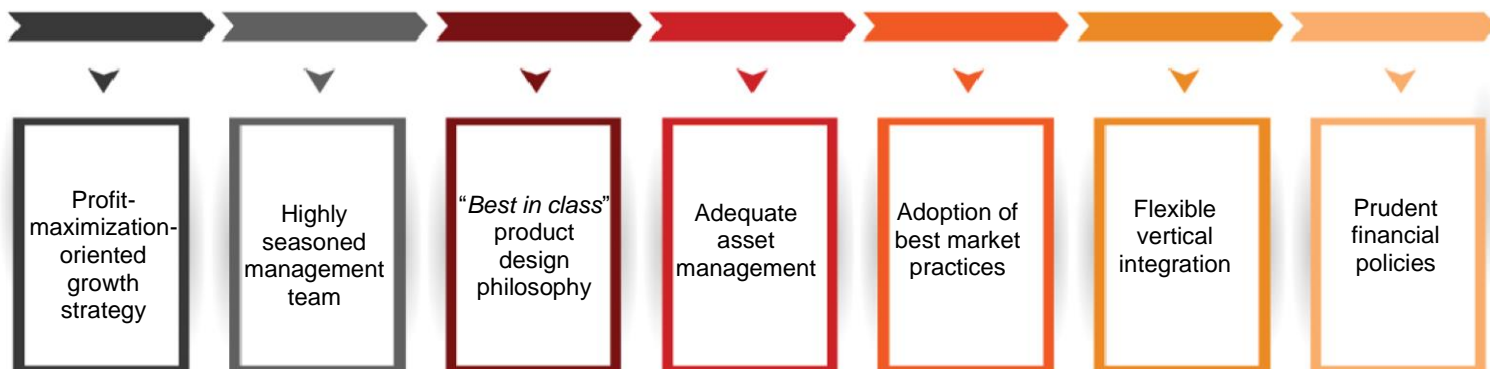 Profit-
maximization-
oriented
growth
strategy
Highly
seasoned
management
team
“Best in class”
product
design
philosophy
Adequate
asset
management
Adoption of
best market
practices
Flexible
vertical
integration
Prudent
financial
policies